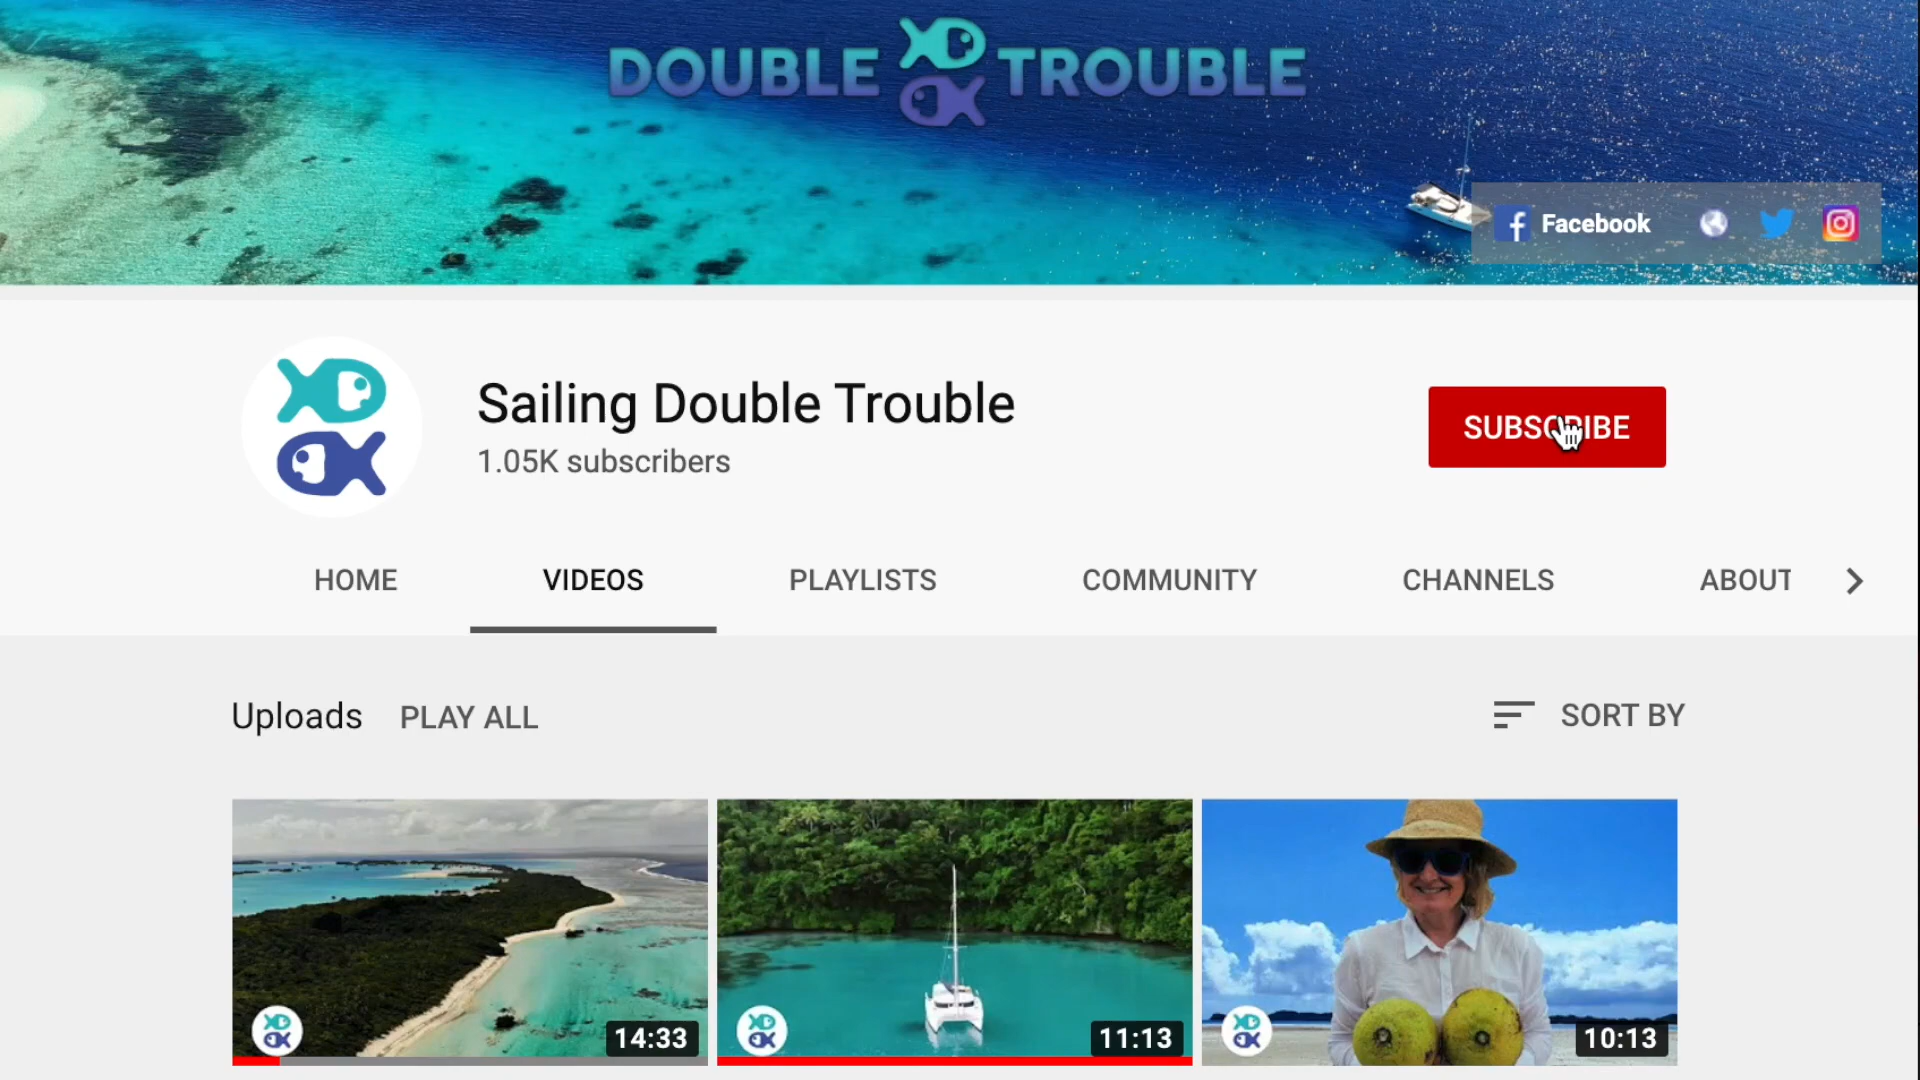 DOUBLE TROUBLE
Facebook
Sailing Double Trouble
1.05K subscribers
SUBSCRIBE
HOME VIDEOS PLAYLISTS COMMUNITY CHANNELS ABOUT
Uploads PLAY ALL SORT BY
14:33 11:13 10:13